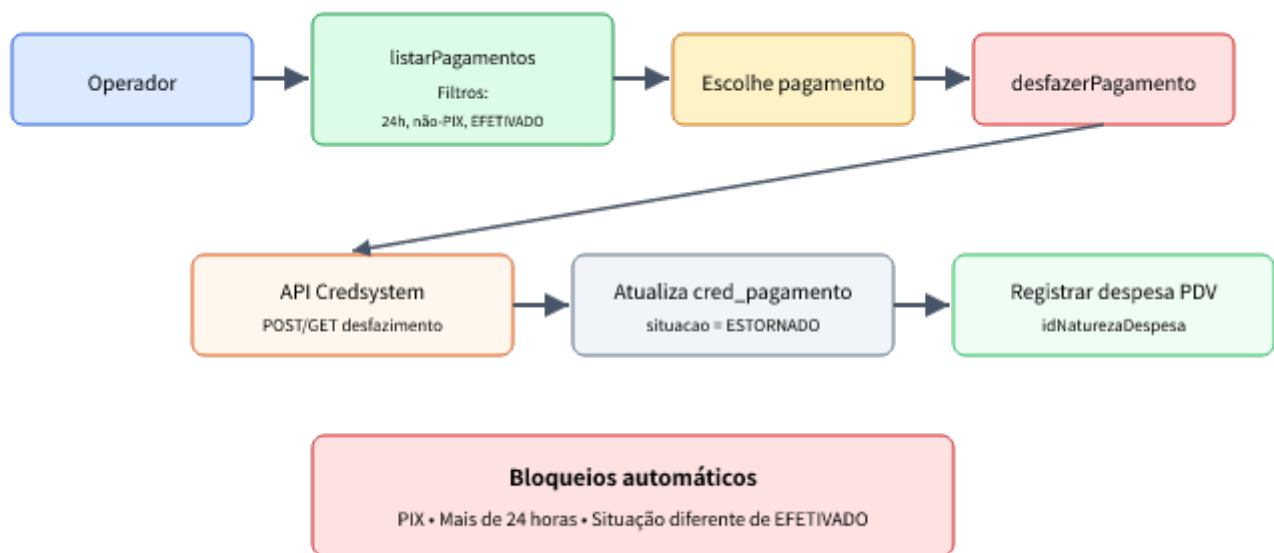 Operador
listarPagamentos
Filtros:
24h, não-PIX, EFETIVADO
Escolhe pagamento
desfazerPagamento
API Credsystem
POST/GET desfazimento
Atualiza cred_pagamento
situacao = ESTORNADO
Registrar despesa PDV
idNaturezaDespesa
Bloqueios automáticos
PIX • Mais de 24 horas • Situação diferente de EFETIVADO